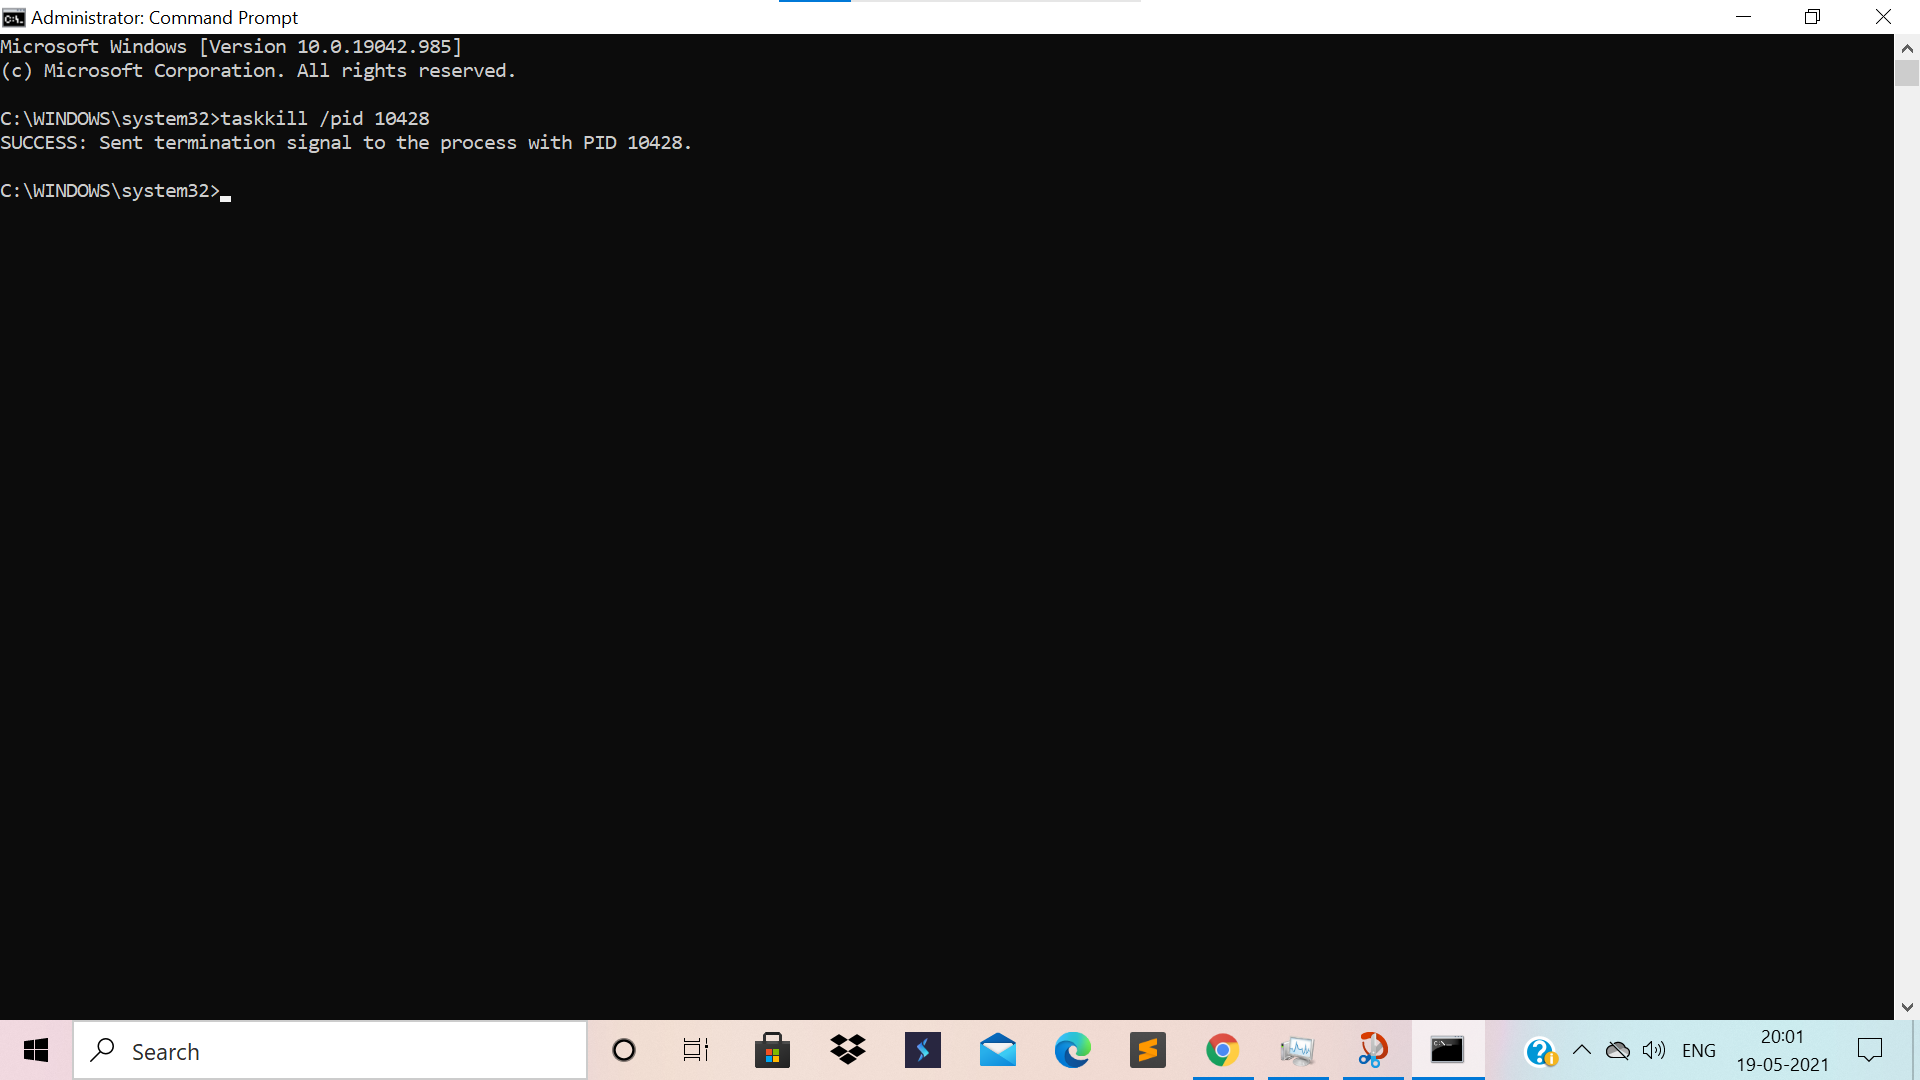 Administrator: Command Prompt
Microsoft Windows [Version 10.0.19042.985]
(c) Microsoft Corporation. All rights reserved.
C:\WINDOWS\system32>taskkill /pid 10428
SUCCESS: Sent termination signal to the process with PID 10428.
C:\WINDOWS\system32>
Search
ENG
20:01
19-05-2021